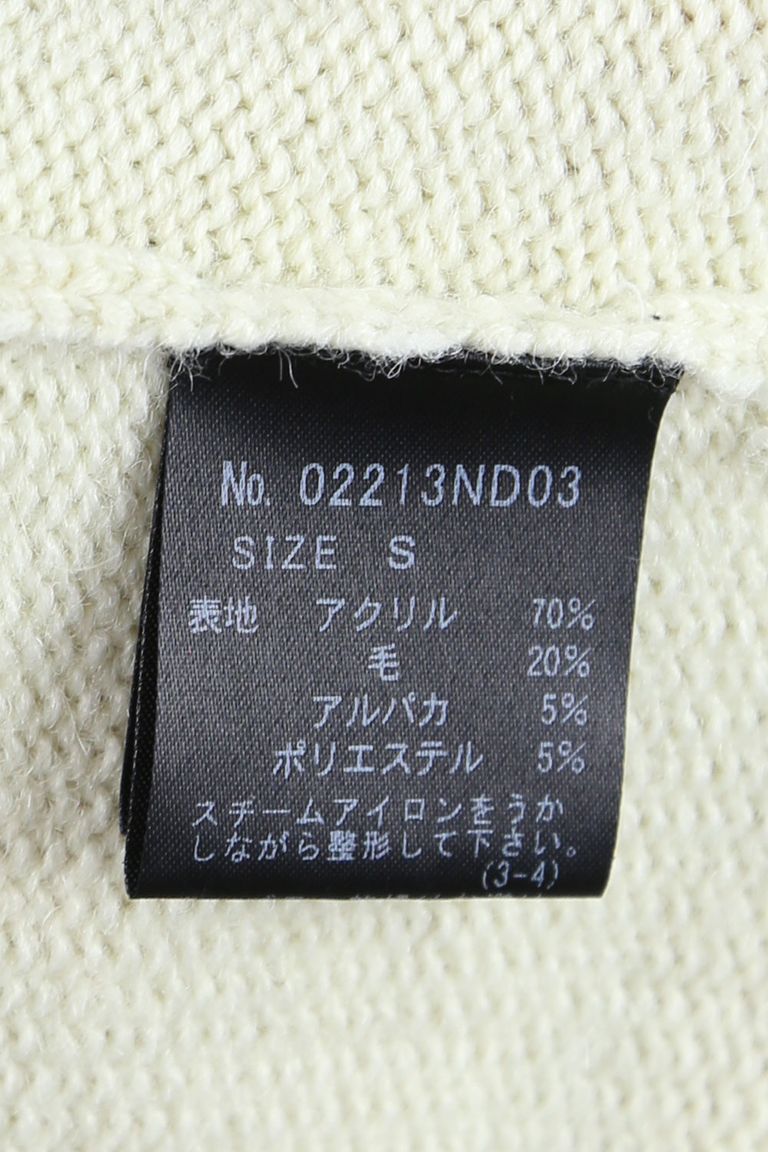 No. 02213ND03
SIZE S
表地 アクリル 70%
毛 20%
アルパカ 5%
ポリエステル 5%
スチームアイロンをうか
しながら整形して下さい。
(3-4)